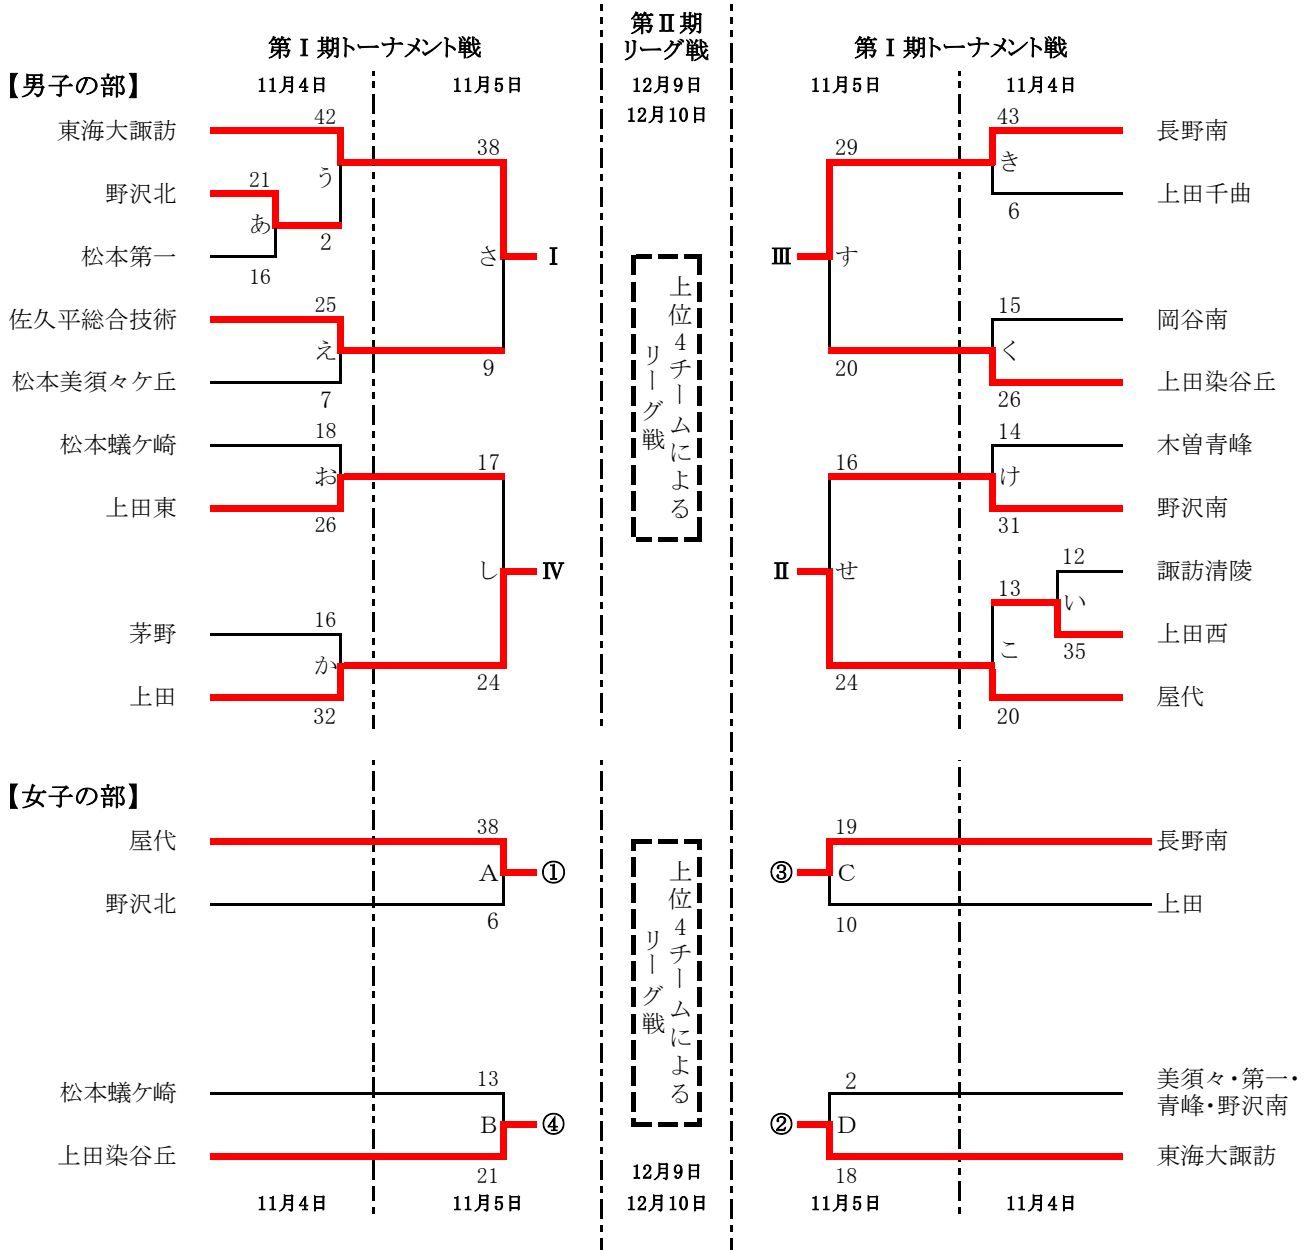 第Ⅱ期
リーグ戦
12月9日
12月10日
第Ⅰ期トーナメント戦
第Ⅰ期トーナメント戦
【男子の部】
11月4日
11月5日
11月5日
11月4日
東海大諏訪
42
う
38
野沢北
21
あ
2
松本第一
16
さ
Ⅰ
佐久平総合技術
25
え
9
松本美須々ケ丘
7
松本蟻ケ崎
18
お
17
上田東
26
し
Ⅳ
茅野
16
か
24
上田
32
上位4チームによる
リーグ戦
29
43
長野南
き
6
上田千曲
Ⅲ
す
15
岡谷南
20
く
26
上田染谷丘
16
14
木曽青峰
け
31
野沢南
Ⅱ
せ
12
諏訪清陵
13
い
35
上田西
こ
24
20
屋代
【女子の部】
屋代
38
A
①
野沢北
6
松本蟻ケ崎
13
B
④
上田染谷丘
21
上位4チームによる
リーグ戦
19
長野南
③
C
10
上田
2
美須々・第一・
青峰・野沢南
②
D
18
東海大諏訪
11月4日
11月5日
12月9日
12月10日
11月5日
11月4日